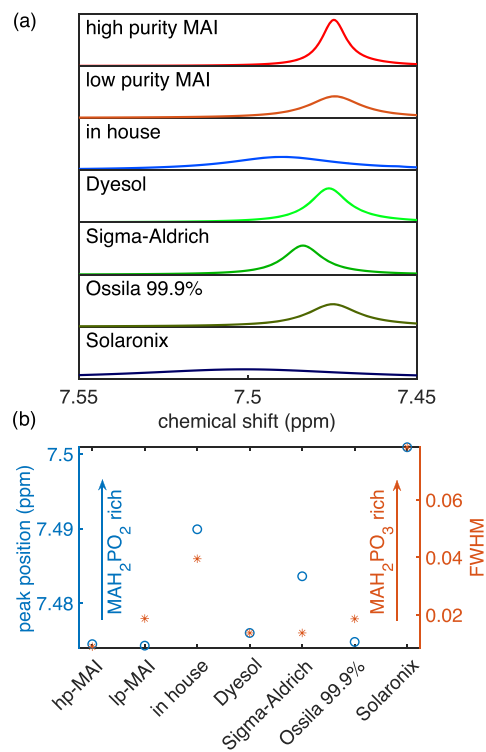 (a)
high purity MAI
low purity MAI
in house
Dyesol
Sigma-Aldrich
Ossila 99.9%
Solaronix
7.55
7.5
7.45
chemical shift (ppm)
(b)
7.5
7.49
7.48
peak position (ppm)
MAH2PO2 rich
MAH2PO3 rich
0.06
0.04
0.02
FWHM
hp-MAI
lp-MAI
in house
Dyesol
Sigma-Aldrich
Ossila 99.9%
Solaronix